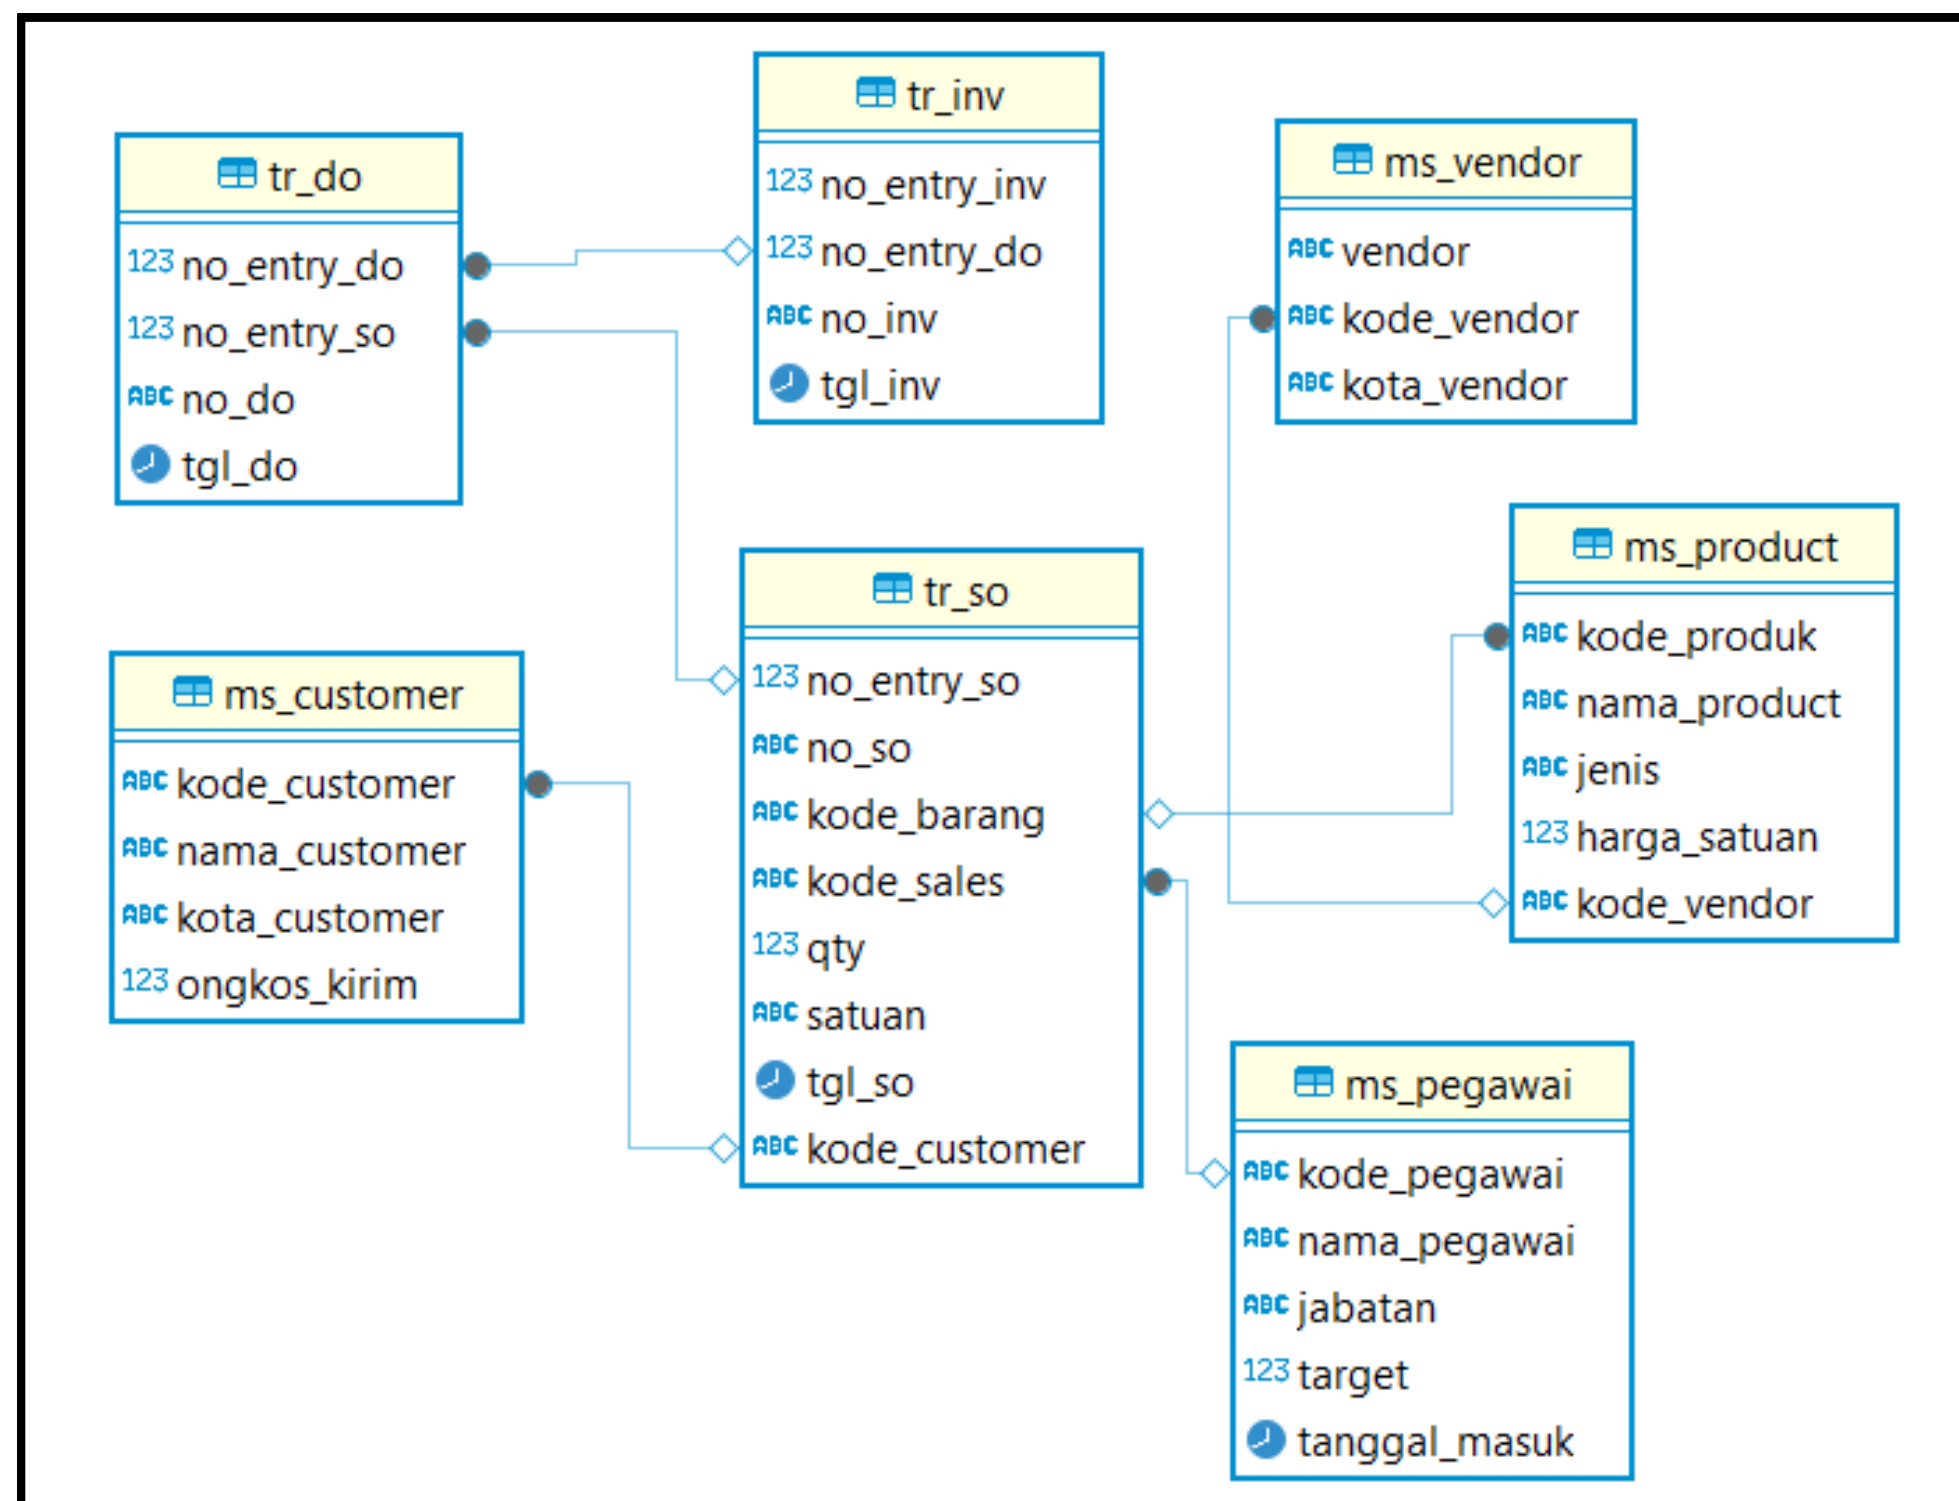 tr_do
123 no_entry_do
123 no_entry_so
ABC no_do
tgl_do
tr_inv
123 no_entry_inv
123 no_entry_do
ABC no_inv
tgl_inv
ms_vendor
ABC vendor
ABC kode_vendor
ABC kota_vendor
ms_customer
ABC kode_customer
ABC nama_customer
ABC kota_customer
123 ongkos_kirim
tr_so
123 no_entry_so
ABC no_so
ABC kode_barang
ABC kode_sales
123 qty
ABC satuan
tgl_so
ABC kode_customer
ms_product
ABC kode_produk
ABC nama_product
ABC jenis
123 harga_satuan
ABC kode_vendor
ms_pegawai
ABC kode_pegawai
ABC nama_pegawai
ABC jabatan
123 target
tanggal_masuk